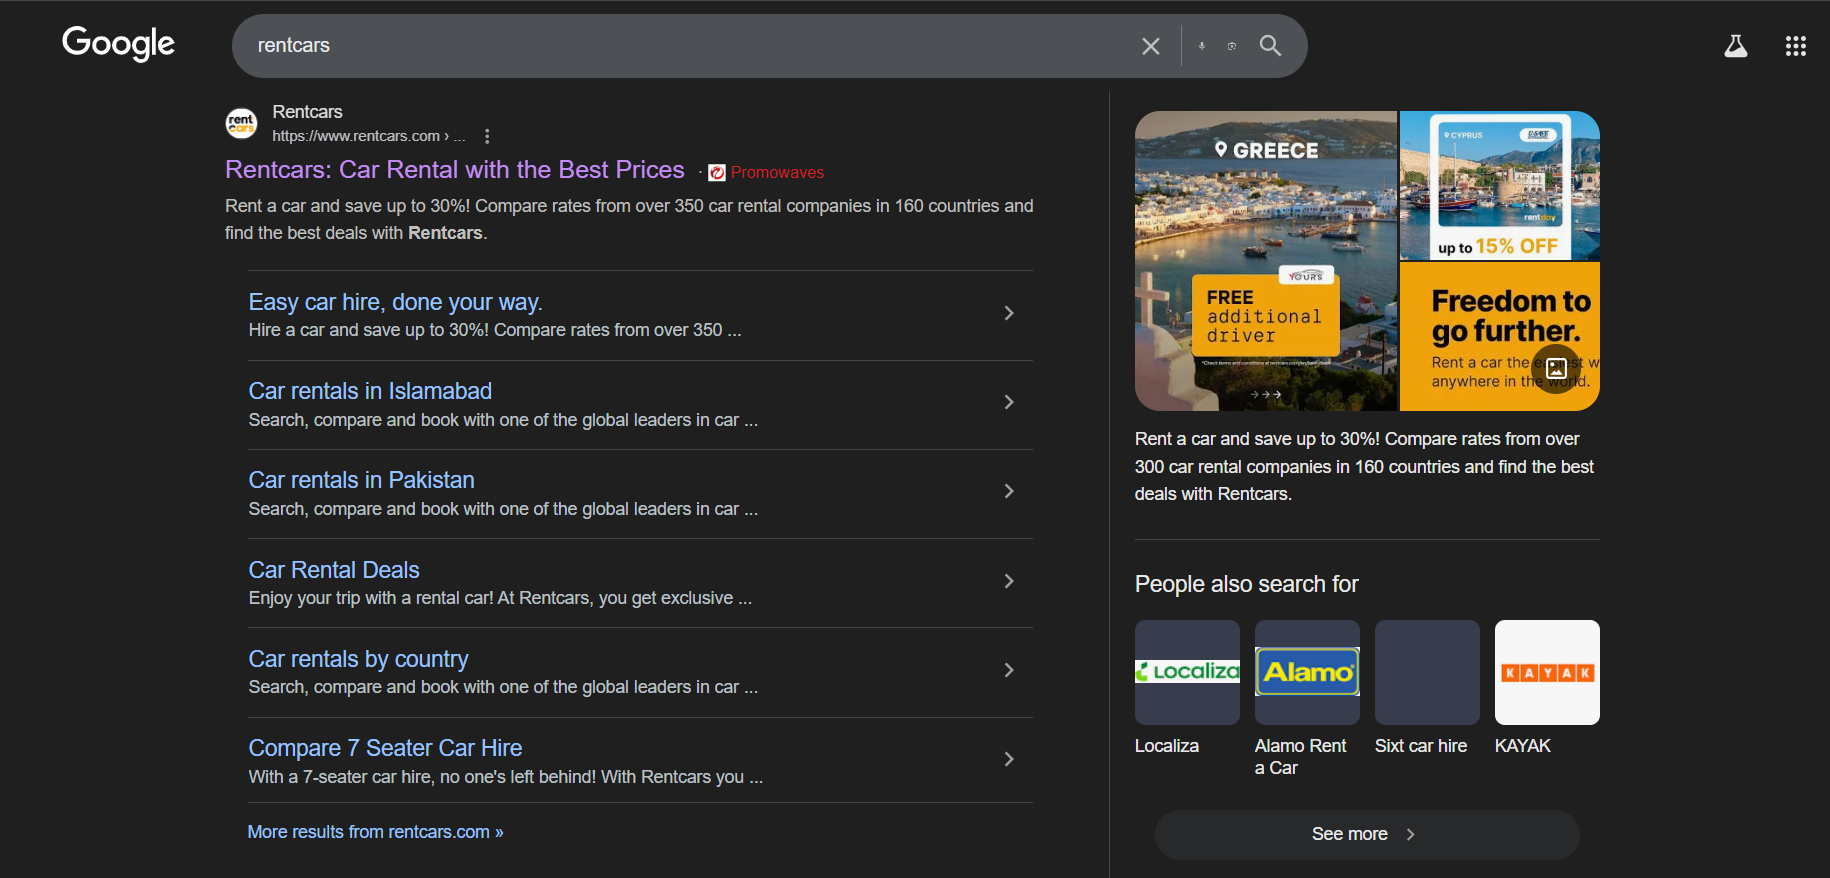 Google
rentcars
rent
cars
Rentcars
https://www.rentcars.com › ...
Rentcars: Car Rental with the Best Prices · Promowaves
Rent a car and save up to 30%! Compare rates from over 350 car rental companies in 160 countries and
find the best deals with Rentcars.
Easy car hire, done your way.
Hire a car and save up to 30%! Compare rates from over 350 ...
Car rentals in Islamabad
Search, compare and book with one of the global leaders in car ...
Car rentals in Pakistan
Search, compare and book with one of the global leaders in car ...
Car Rental Deals
Enjoy your trip with a rental car! At Rentcars, you get exclusive ...
Car rentals by country
Search, compare and book with one of the global leaders in car ...
Compare 7 Seater Car Hire
With a 7-seater car hire, no one's left behind! With Rentcars you ...
More results from rentcars.com »
GREECE
YOURS
FREE
additional
driver
CYPRUS
rentday
up to 15% OFF
Freedom to
go further.
Rent a car the easiest w
anywhere in the world.
Rent a car and save up to 30%! Compare rates from over
300 car rental companies in 160 countries and find the best
deals with Rentcars.
People also search for
Localiza
Alamo
KAYAK
Localiza
Alamo Rent
a Car
Sixt car hire
KAYAK
See more